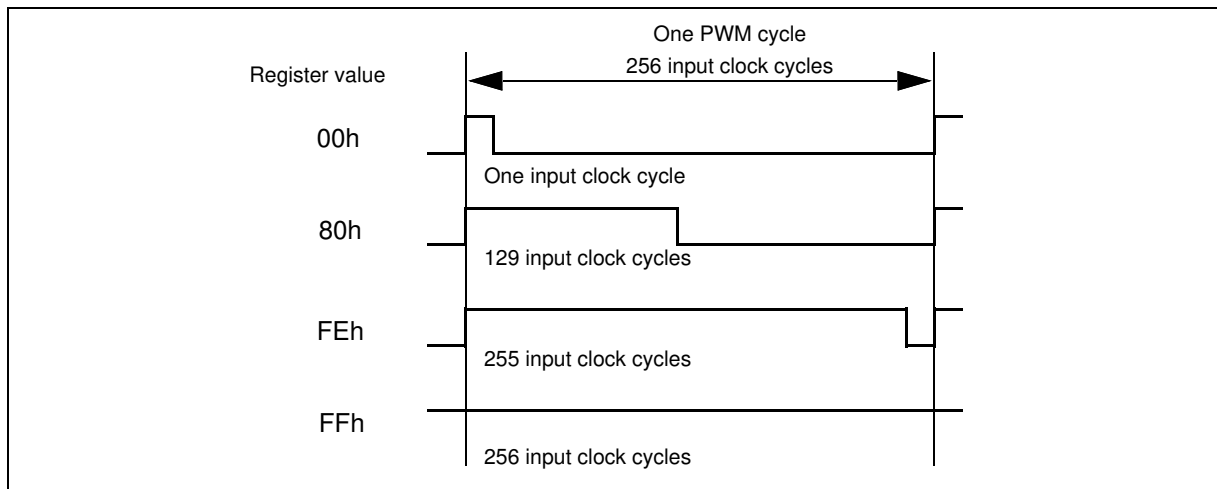 One PWM cycle
Register value
256 input clock cycles
00h
One input clock cycle
80h
129 input clock cycles
FEh
255 input clock cycles
FFh
256 input clock cycles